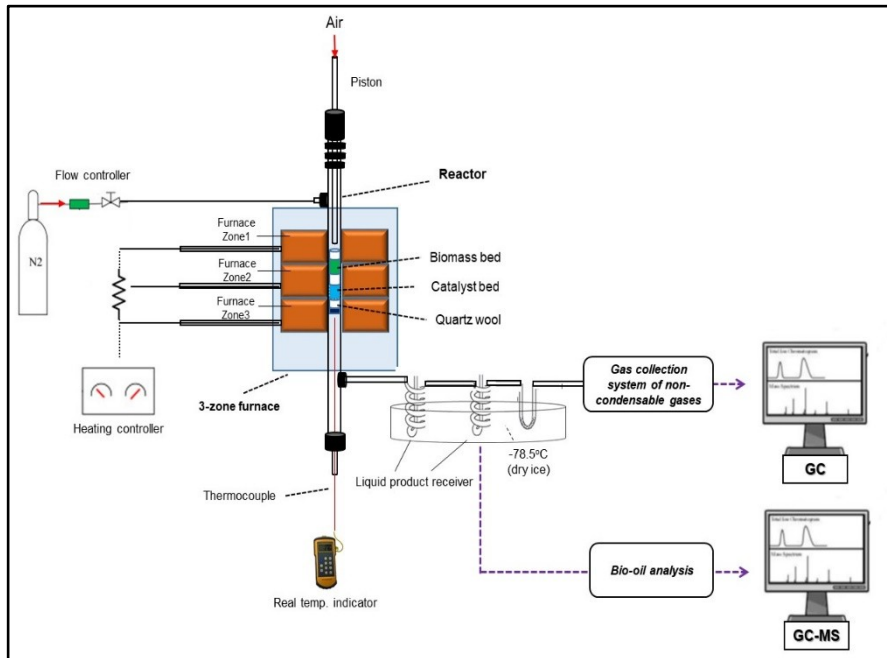 Air
Piston
Flow controller
Reactor
N2
Furnace
Zone1
Furnace
Zone2
Furnace
Zone3
Biomass bed
Catalyst bed
Quartz wool
3-zone furnace
Heating controller
Gas collection
system of non-
condensable gases
GC
-78.5ºC
(dry ice)
Liquid product receiver
Thermocouple
Real temp. indicator
Bio-oil analysis
GC-MS